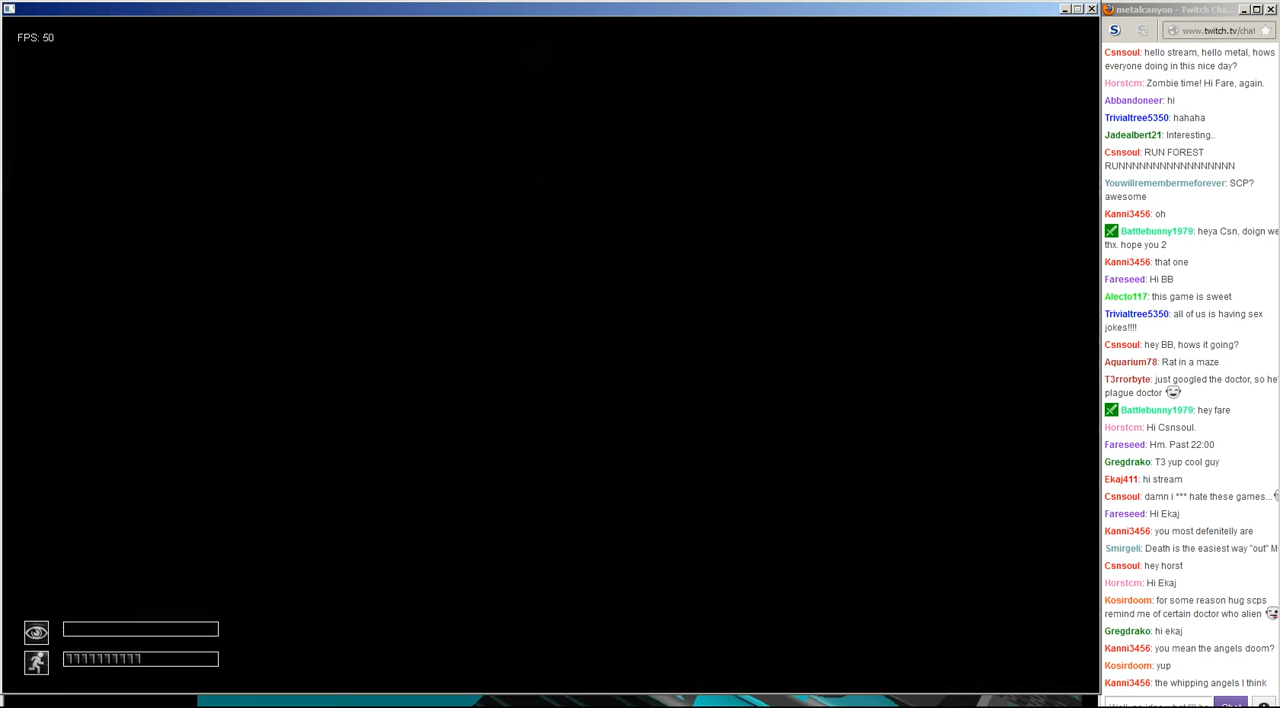 metalcanyon - Twitch Cha...
FPS: 50
www.twitch.tv/chat
Csnsoul: hello stream, hello metal, hows
everyone doing in this nice day?
Horstcm: Zombie time! Hi Fare, again.
Abbandoneer: hi
Trivialtree5350: hahaha
Jadealbert21: Interesting..
Csnsoul: RUN FOREST
RUNNNNNNNNNNNNNNNNN
Youwillremembermeforever: SCP?
awesome
Kanni3456: oh
Battlebunny1979: heya Csn, doign we
thx. hope you 2
Kanni3456: that one
Fareseed: Hi BB
Alecto117: this game is sweet
Trivialtree5350: all of us is having sex
jokes!!!!
Csnsoul: hey BB, hows it going?
Aquarium78: Rat in a maze
T3rrorbyte: just googled the doctor, so he
plague doctor
Battlebunny1979: hey fare
Horstcm: Hi Csnsoul.
Fareseed: Hm. Past 22:00
Gregdrako: T3 yup cool guy
Ekaj411: hi stream
Csnsoul: damn i *** hate these games...
Fareseed: Hi Ekaj
Kanni3456: you most defenitelly are
Smirgeli: Death is the easiest way "out" M
Csnsoul: hey horst
Horstcm: Hi Ekaj
Kosirdoom: for some reason hug scps
remind me of certain doctor who alien
Gregdrako: hi ekaj
Kanni3456: you mean the angels doom?
Kosirdoom: yup
Kanni3456: the whipping angels I think
Chat